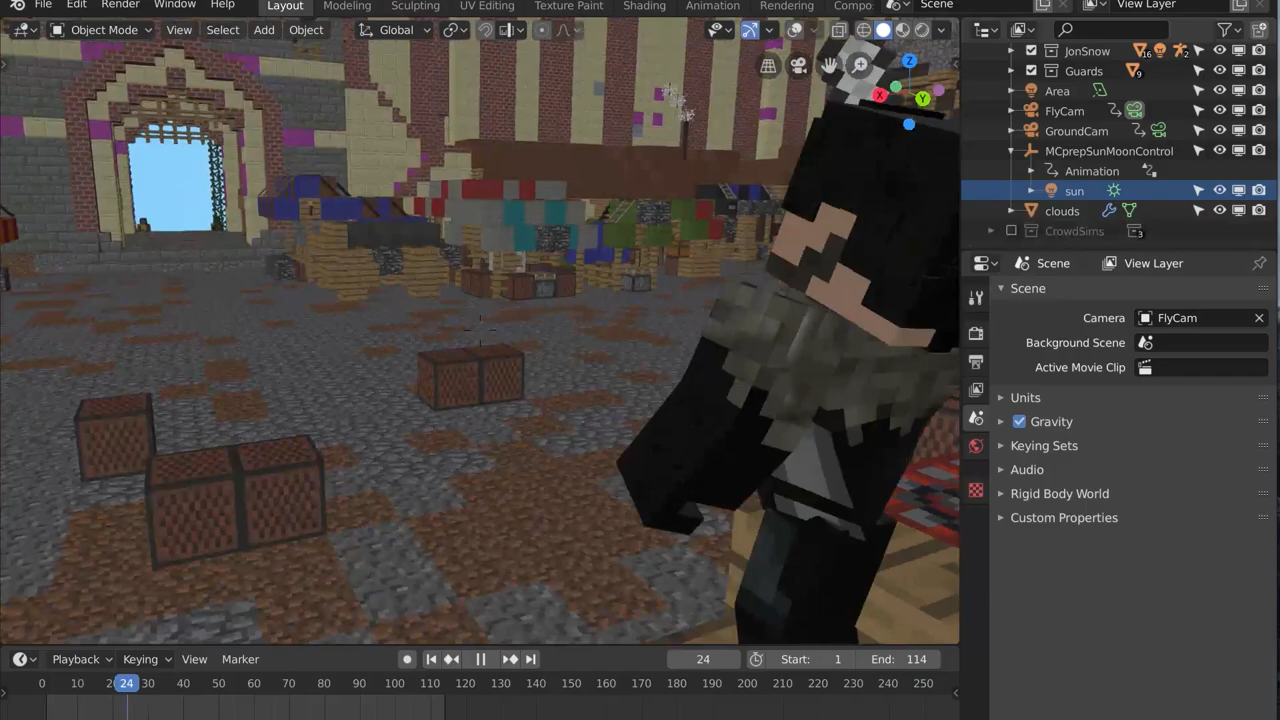 File Edit Render Window Help Layout Modeling Sculpting UV Editing Texture Paint Shading Animation Rendering Compo Scene View Layer
Object Mode View Select Add Object Global
Z
X Y
JonSnow 16 2
Guards 9
Area
FlyCam
GroundCam
MCprepSunMoonControl
Animation
sun
clouds
CrowdSims 3
Scene View Layer
Scene
Camera FlyCam
Background Scene
Active Movie Clip
Units
Gravity
Keying Sets
Audio
Rigid Body World
Custom Properties
Playback Keying View Marker 24 Start: 1 End: 114
0 10 24 30 40 50 60 70 80 90 100 110 120 130 140 150 160 170 180 190 200 210 220 230 240 250